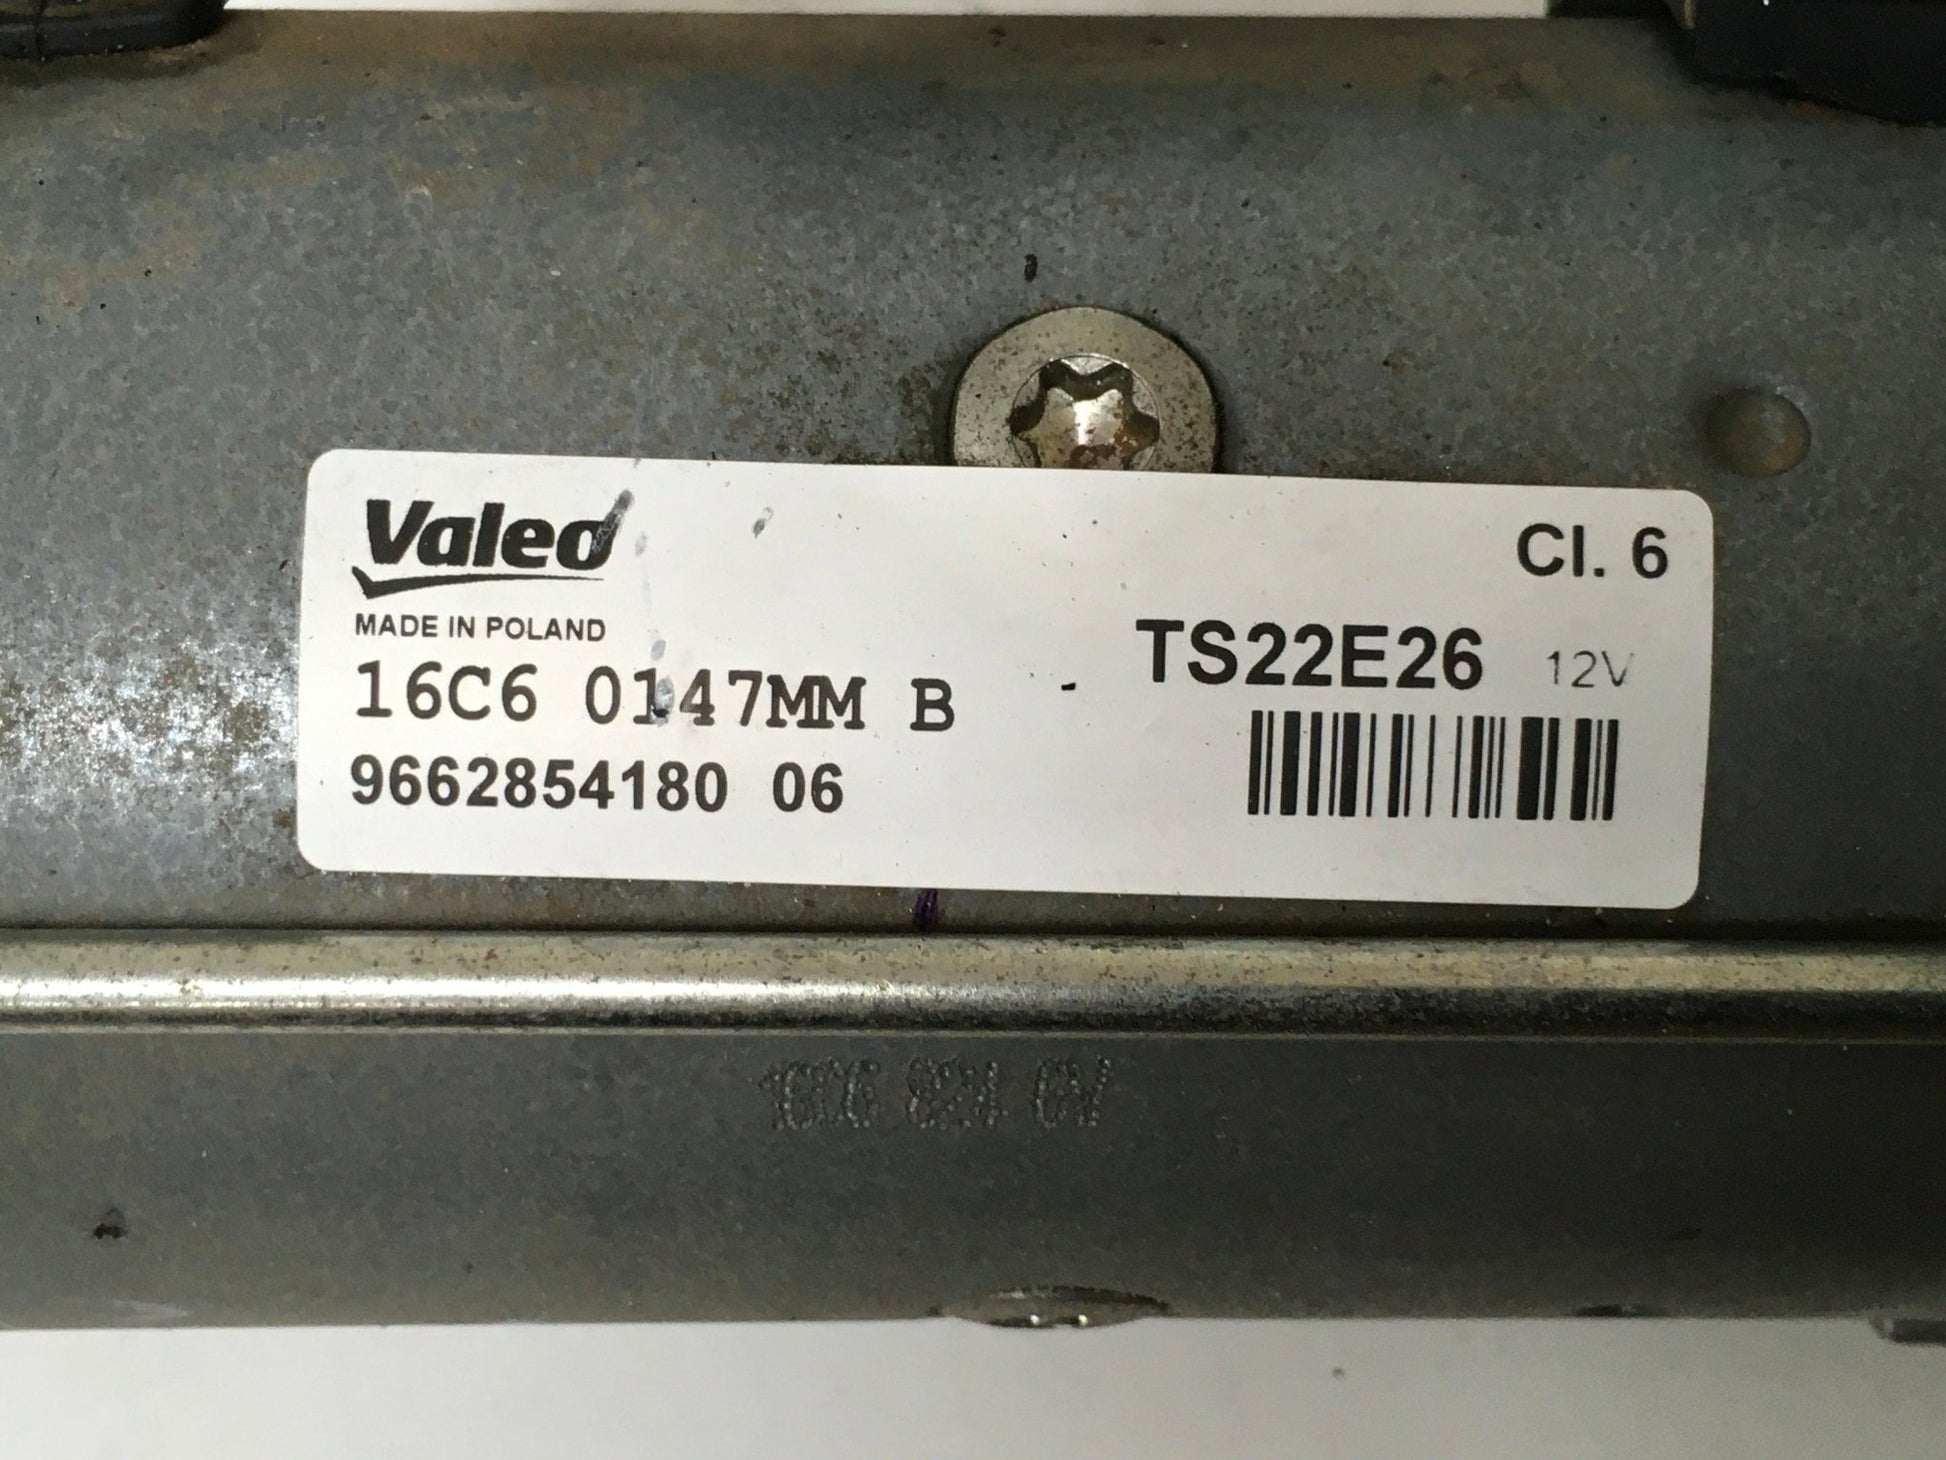 Valeo
MADE IN POLAND
16C6 0147MM B
9662854180 06
Cl. 6
TS22E26 12V